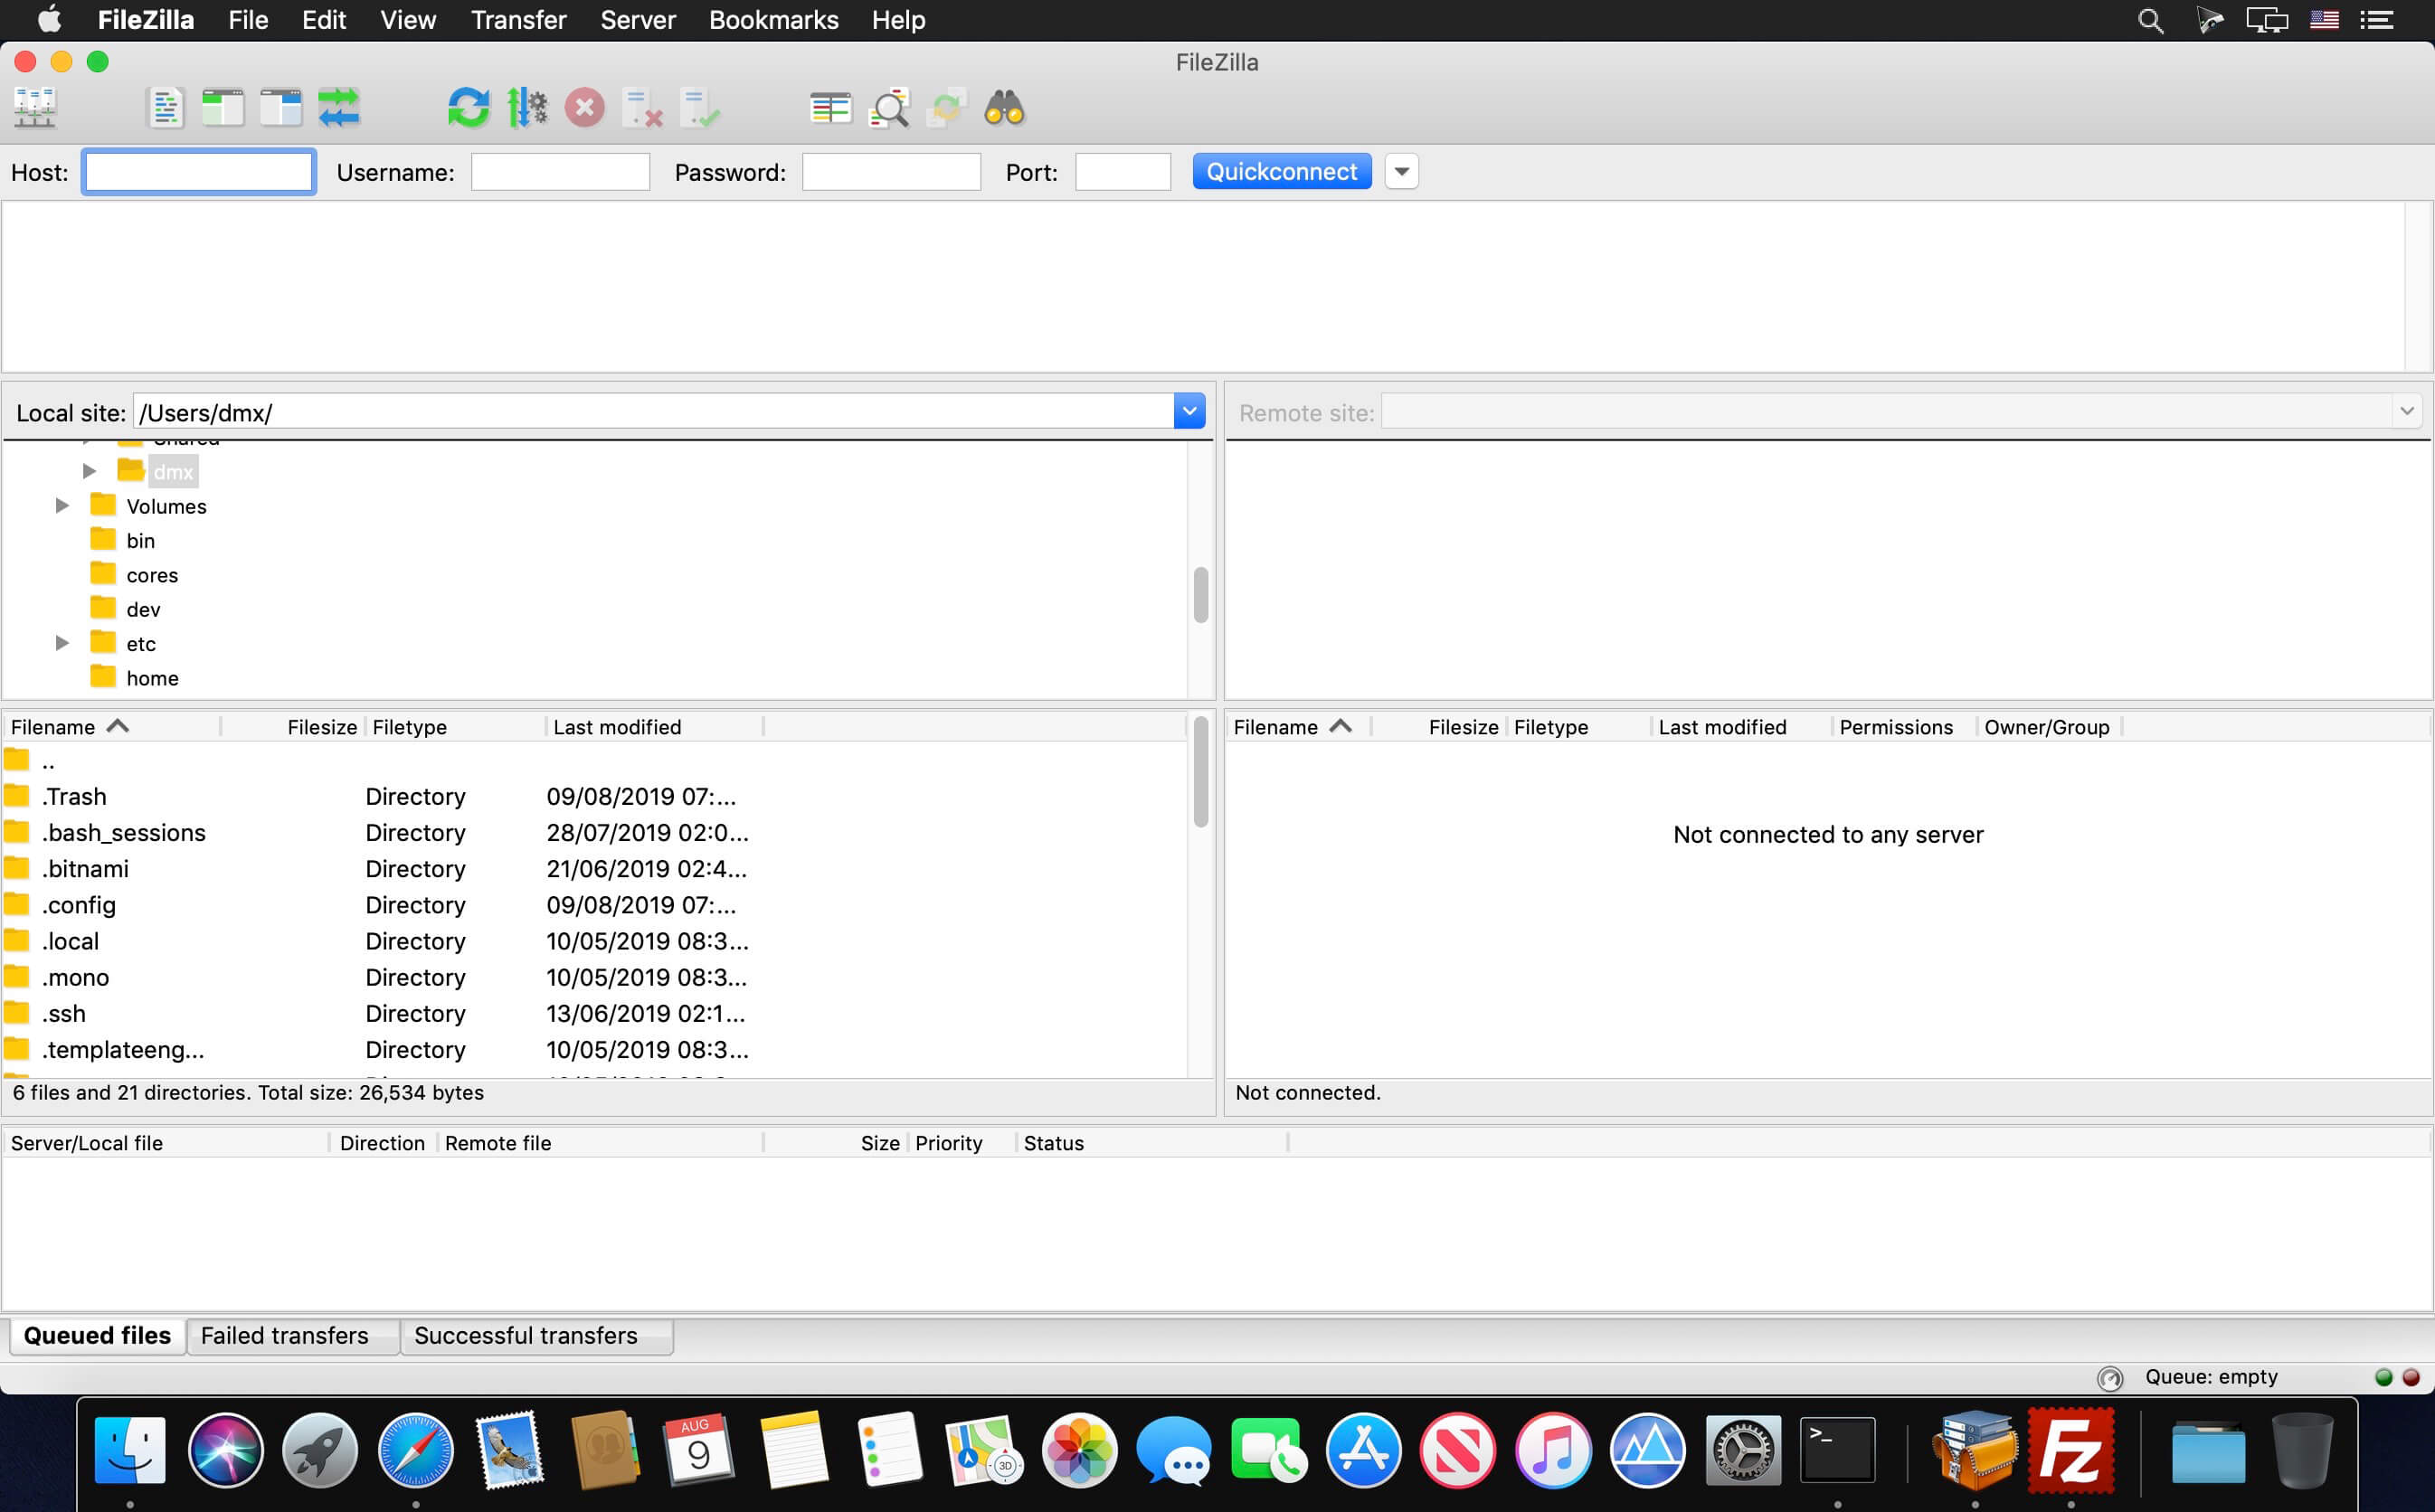 FileZilla File Edit View Transfer Server Bookmarks Help
FileZilla
Host: Username: Password: Port: Quickconnect
Local site: /Users/dmx/
Remote site:
Shared
dmx
Volumes
bin
cores
dev
etc
home
Filename Filesize Filetype Last modified
..
.Trash Directory 09/08/2019 07:...
.bash_sessions Directory 28/07/2019 02:0...
.bitnami Directory 21/06/2019 02:4...
.config Directory 09/08/2019 07:...
.local Directory 10/05/2019 08:3...
.mono Directory 10/05/2019 08:3...
.ssh Directory 13/06/2019 02:1...
.templateeng... Directory 10/05/2019 08:3...
6 files and 21 directories. Total size: 26,534 bytes
Filename Filesize Filetype Last modified Permissions Owner/Group
Not connected to any server
Not connected.
Server/Local file Direction Remote file Size Priority Status
Queued files Failed transfers Successful transfers
Queue: empty
AUG
9
3D
>_
Fz